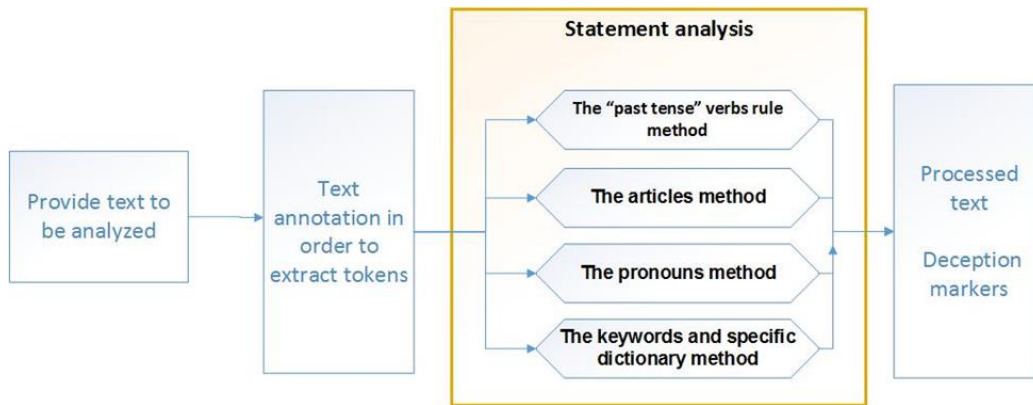 Provide text to
be analyzed
Text
annotation in
order to
extract tokens
Statement analysis
The “past tense” verbs rule
method
The articles method
The pronouns method
The keywords and specific
dictionary method
Processed
text
Deception
markers